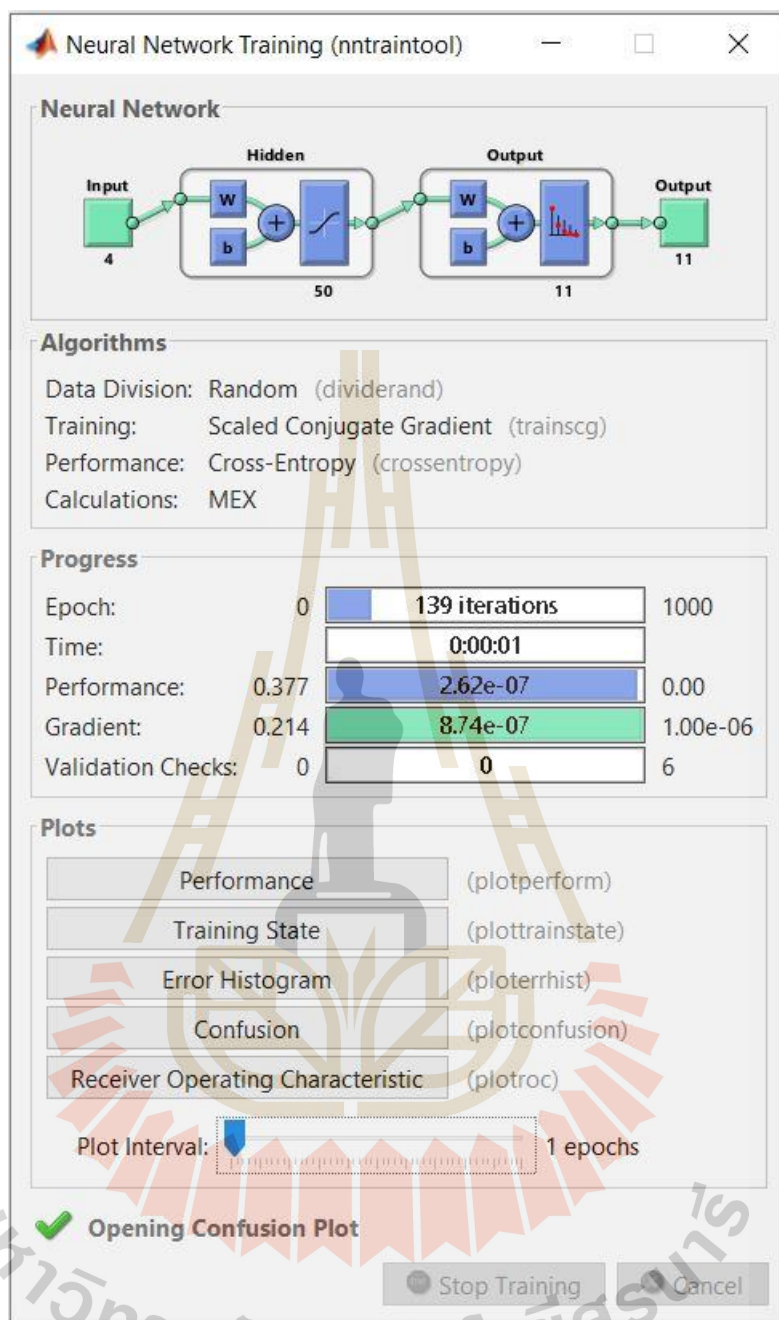 Neural Network Training (nntraintool)
Neural Network
Hidden
Output
Input
W
b
+
W
b
+
Output
4
50
11
11
Algorithms
Data Division: Random (dividerand)
Training: Scaled Conjugate Gradient (trainscg)
Performance: Cross-Entropy (crossentropy)
Calculations: MEX
Progress
Epoch: 0 139 iterations 1000
Time: 0:00:01
Performance: 0.377 2.62e-07 0.00
Gradient: 0.214 8.74e-07 1.00e-06
Validation Checks: 0 0 6
Plots
Performance (plotperform)
Training State (plottrainstate)
Error Histogram (ploterrhist)
Confusion (plotconfusion)
Receiver Operating Characteristic (plotroc)
Plot Interval: 1 epochs
Opening Confusion Plot
Stop Training Cancel